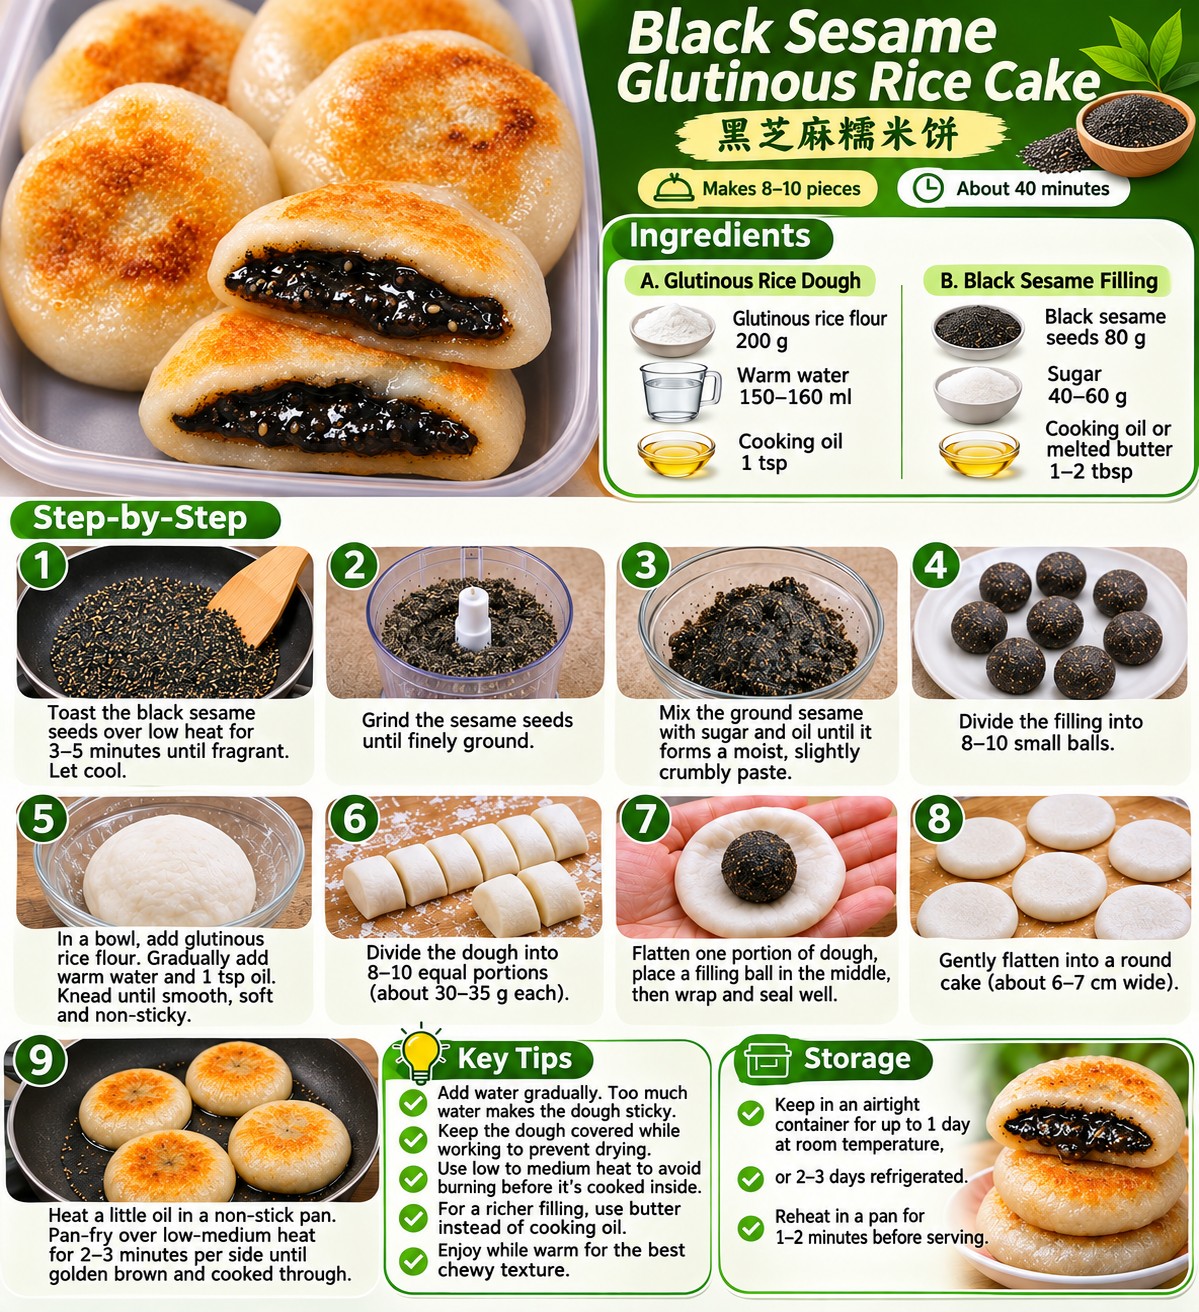 Black Sesame
Glutinous Rice Cake
黑芝麻糯米饼
Makes 8–10 pieces
About 40 minutes
Ingredients
A. Glutinous Rice Dough
Glutinous rice flour
200 g
Warm water
150–160 ml
Cooking oil
1 tsp
B. Black Sesame Filling
Black sesame
seeds 80 g
Sugar
40–60 g
Cooking oil or
melted butter
1–2 tbsp
Step-by-Step
1
Toast the black sesame
seeds over low heat for
3–5 minutes until fragrant.
Let cool.
2
Grind the sesame seeds
until finely ground.
3
Mix the ground sesame
with sugar and oil until it
forms a moist, slightly
crumbly paste.
4
Divide the filling into
8–10 small balls.
5
In a bowl, add glutinous
rice flour. Gradually add
warm water and 1 tsp oil.
Knead until smooth, soft
and non-sticky.
6
Divide the dough into
8–10 equal portions
(about 30–35 g each).
7
Flatten one portion of dough,
place a filling ball in the middle,
then wrap and seal well.
8
Gently flatten into a round
cake (about 6–7 cm wide).
9
Heat a little oil in a non-stick pan.
Pan-fry over low-medium heat
for 2–3 minutes per side until
golden brown and cooked through.
Key Tips
Add water gradually. Too much
water makes the dough sticky.
Keep the dough covered while
working to prevent drying.
Use low to medium heat to avoid
burning before it's cooked inside.
For a richer filling, use butter
instead of cooking oil.
Enjoy while warm for the best
chewy texture.
Storage
Keep in an airtight
container for up to 1 day
at room temperature,
or 2–3 days refrigerated.
Reheat in a pan for
1–2 minutes before serving.